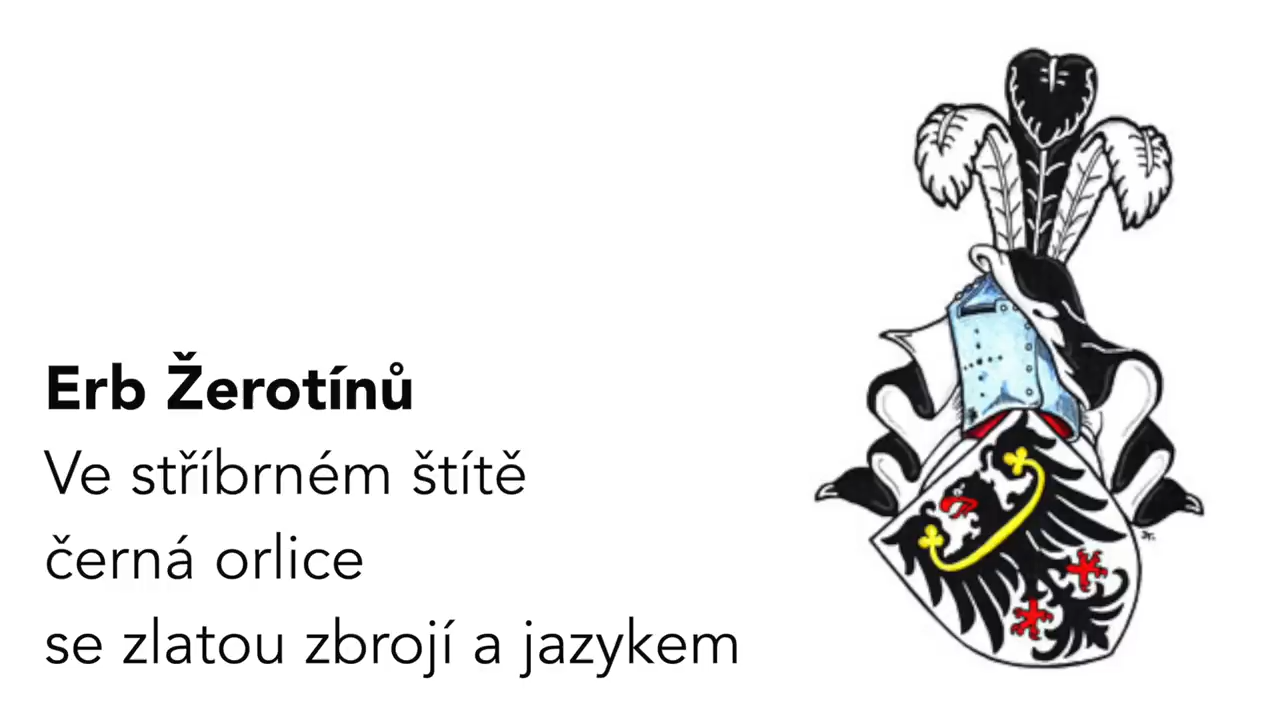 Erb Žerotínů
Ve stříbrném štítě
černá orlice
se zlatou zbrojí a jazykem